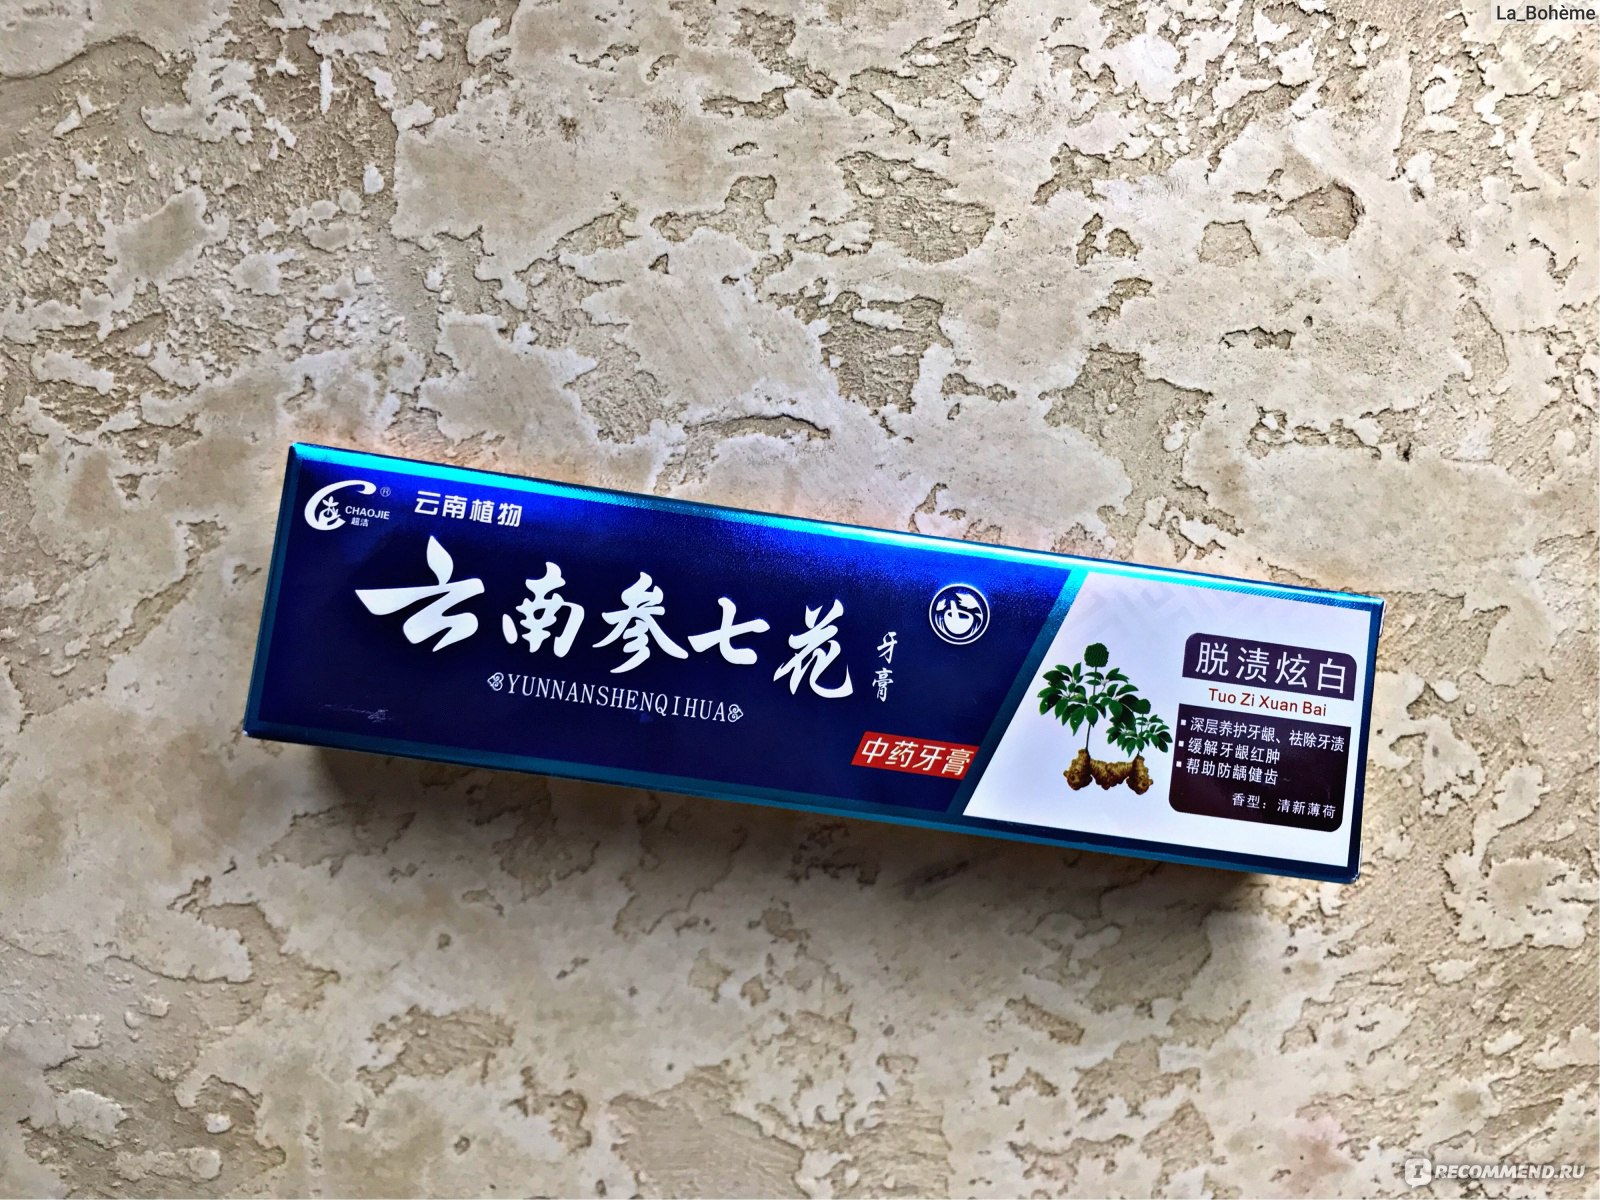 La_Bohème
CHAOJIE ®
超洁
云南植物
云南参七花
牙膏
YUNNANSHENQIHUA
中药牙膏
脱渍炫白
Tuo Zi Xuan Bai
▪深层养护牙龈、祛除牙渍
▪缓解牙龈红肿
▪帮助防龋健齿
香型：清新薄荷
RECOMMEND.RU